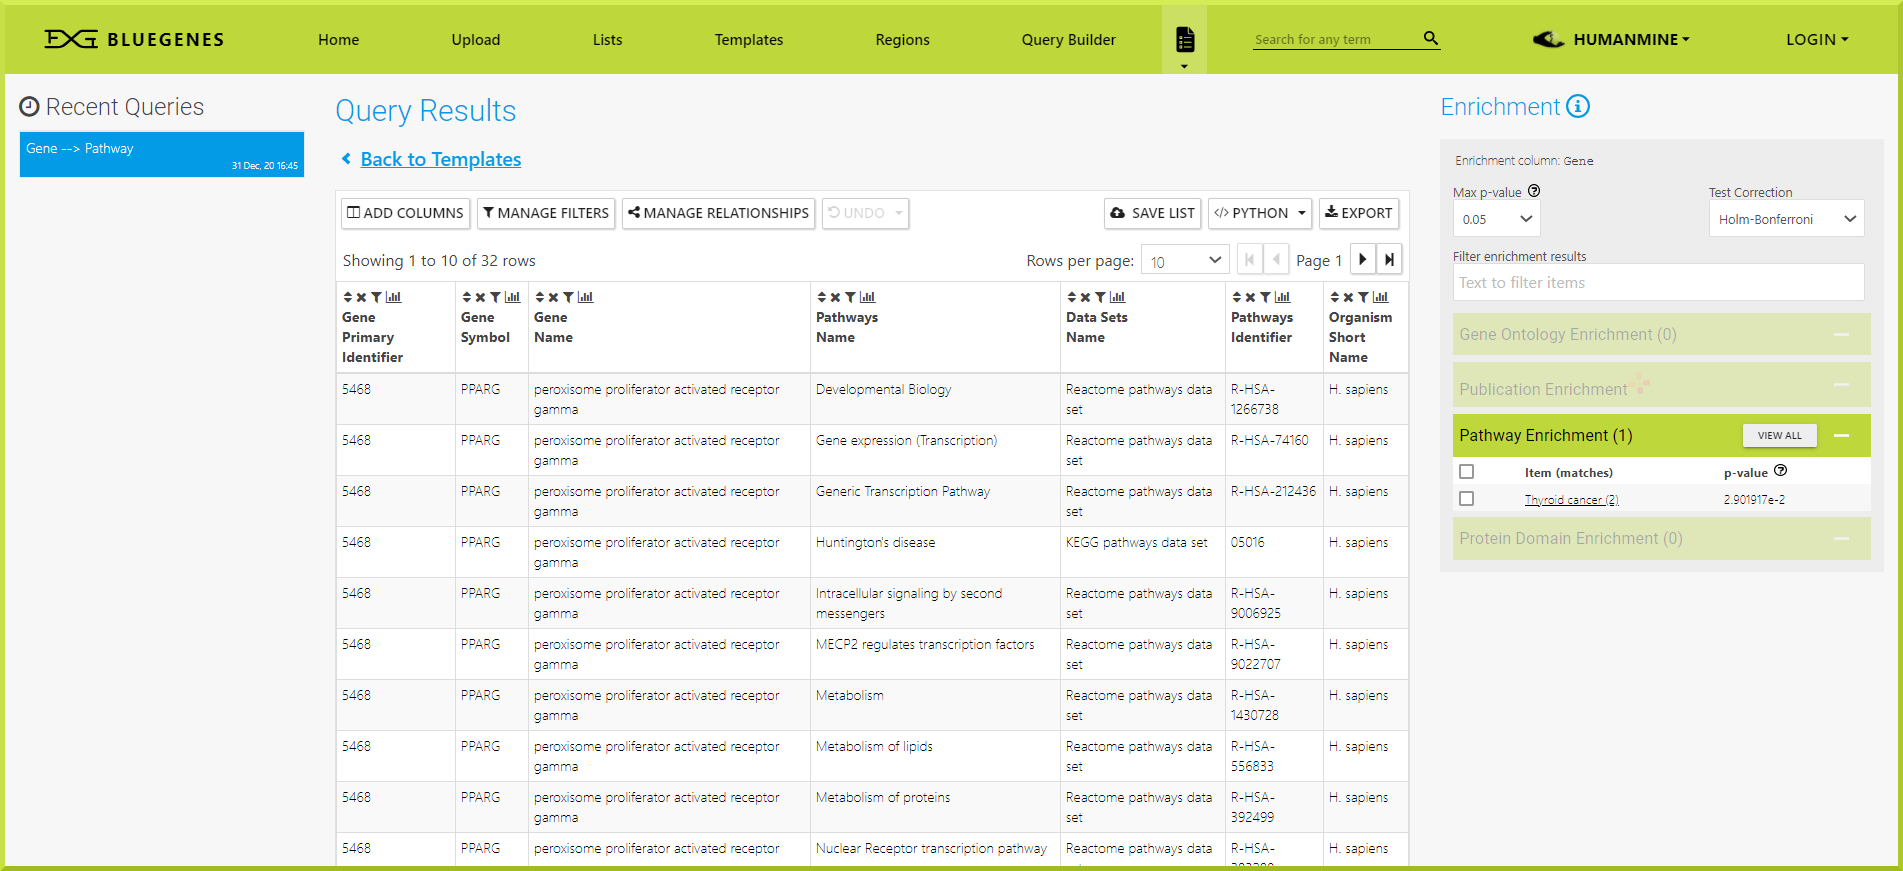 BLUEGENES
Home
Upload
Lists
Templates
Regions
Query Builder
Search for any term
HUMANMINE
LOGIN
Recent Queries
Gene --> Pathway
31 Dec, 20 16:45
Query Results
Back to Templates
ADD COLUMNS
MANAGE FILTERS
MANAGE RELATIONSHIPS
UNDO
SAVE LIST
</> PYTHON
EXPORT
Showing 1 to 10 of 32 rows
Rows per page: 10
Page 1
Gene
Primary
Identifier
Gene
Symbol
Gene
Name
Pathways
Name
Data Sets
Name
Pathways
Identifier
Organism
Short
Name
5468
PPARG
peroxisome proliferator activated receptor
gamma
Developmental Biology
Reactome pathways data
set
R-HSA-
1266738
H. sapiens
5468
PPARG
peroxisome proliferator activated receptor
gamma
Gene expression (Transcription)
Reactome pathways data
set
R-HSA-74160
H. sapiens
5468
PPARG
peroxisome proliferator activated receptor
gamma
Generic Transcription Pathway
Reactome pathways data
set
R-HSA-212436
H. sapiens
5468
PPARG
peroxisome proliferator activated receptor
gamma
Huntington's disease
KEGG pathways data set
05016
H. sapiens
5468
PPARG
peroxisome proliferator activated receptor
gamma
Intracellular signaling by second
messengers
Reactome pathways data
set
R-HSA-
9006925
H. sapiens
5468
PPARG
peroxisome proliferator activated receptor
gamma
MECP2 regulates transcription factors
Reactome pathways data
set
R-HSA-
9022707
H. sapiens
5468
PPARG
peroxisome proliferator activated receptor
gamma
Metabolism
Reactome pathways data
set
R-HSA-
1430728
H. sapiens
5468
PPARG
peroxisome proliferator activated receptor
gamma
Metabolism of lipids
Reactome pathways data
set
R-HSA-
556833
H. sapiens
5468
PPARG
peroxisome proliferator activated receptor
gamma
Metabolism of proteins
Reactome pathways data
set
R-HSA-
392499
H. sapiens
5468
PPARG
peroxisome proliferator activated receptor
Nuclear Receptor transcription pathway
Reactome pathways data
R-HSA-
H. sapiens
Enrichment
Enrichment column: Gene
Max p-value
0.05
Test Correction
Holm-Bonferroni
Filter enrichment results
Text to filter items
Gene Ontology Enrichment (0)
Publication Enrichment
Pathway Enrichment (1)
VIEW ALL
Item (matches)
p-value
Thyroid cancer (2)
2.901917e-2
Protein Domain Enrichment (0)